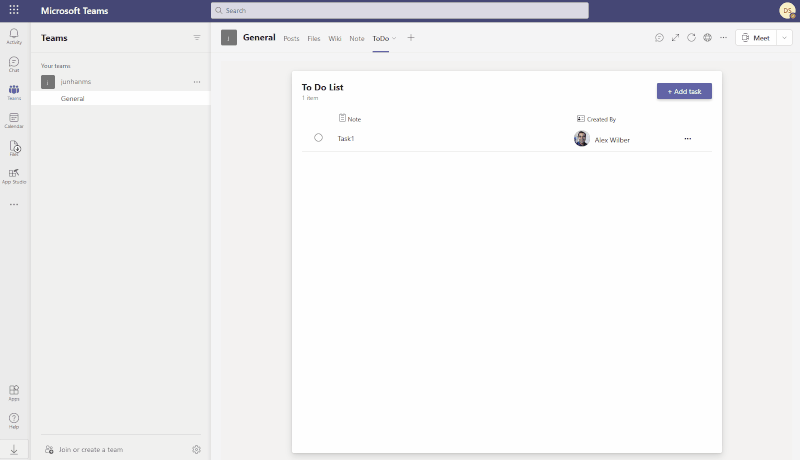 Microsoft Teams
Search
DS
Activity
Chat
Teams
Calendar
Files
App Studio
Apps
Help
Teams
Your teams
j
junhanms
General
Join or create a team
j
General
Posts
Files
Wiki
Note
ToDo
Meet
To Do List
1 item
+ Add task
Note
Created By
Task1
Alex Wilber